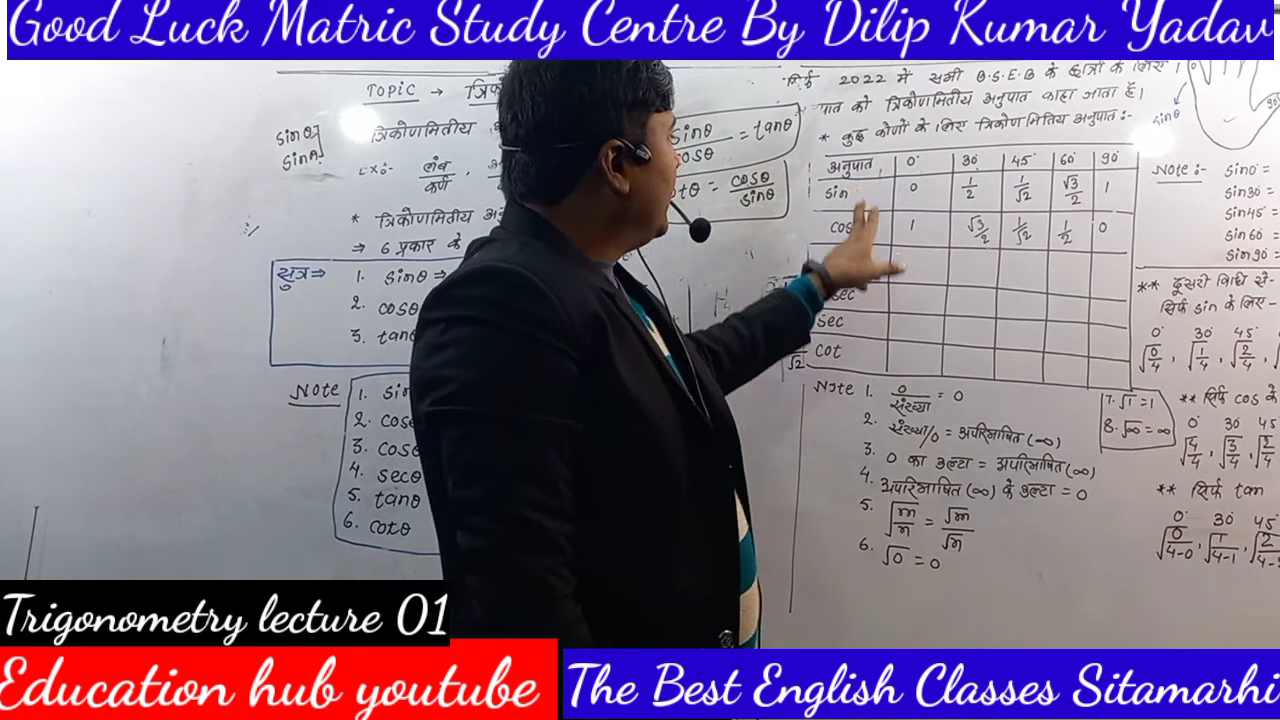 Good Luck Matric Study Centre By Dilip Kumar Yadav
Topic →
sinθ
sinA
त्रिकोणमितीय
Ex:- लंब/कर्ण ,
* त्रिकोणमितीय
⇒ 6 प्रकार के
सुत्र⇒ 1. sinθ =
2. cosθ
3. tanθ
Note 1. sin
2. cose
3. cosθ
4. secθ
5. tanθ
6. cotθ
sinθ/cosθ = tanθ
cotθ = cosθ/sinθ
सिर्फ 2022 में सभी B.S.E.B के छात्रों के लिए।
पात को त्रिकोणमितीय अनुपात कहा जाता है।
* कुछ कोणों के लिए त्रिकोणमितिय अनुपात:-
अनुपात 0° 30° 45° 60° 90°
sin 0 1/2 1/√2 √3/2 1
cos 1 √3/2 1/√2 1/2 0
sec
sec
cot
Note 1. 0/संख्या = 0
2. संख्या/0 = अपरिभाषित (∞)
3. 0 का उल्टा = अपरिभाषित (∞)
4. अपरिभाषित (∞) के उल्टा = 0
5. √m/n = √m/√n
6. √0 = 0
7. √1 = 1
8. √∞ = ∞
sinθ
90°
Note :- sin0° =
sin30° =
sin45° =
sin60° =
sin90° =
** दूसरी विधि से-
सिर्फ sin के लिए-
0° 30° 45°
√0/4 , √1/4 , √2/4 ,
** सिर्फ cos के
0° 30° 45
√4/4 , √3/4 , √2/4
** सिर्फ tan
0° 30° 45
√0/4-0 , √1/4-1 , √2/4-
Trigonometry lecture 01
Education hub youtube
The Best English Classes Sitamarhi